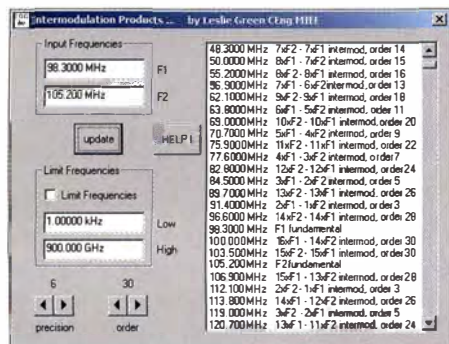 Intermodulation Products ... by Leslie Green CEng MIEE
Input Frequencies
98.3000 MHz F1
105.200 MHz F2
update
HELP !
Limit Frequencies
Limit Frequencies
1.00000 kHz Low
900.000 GHz High
6 30
precision order
48.3000 MHz 7xF2 - 7xF1 intermod, order 14
50.0000 MHz 8xF1 - 7xF2 intermod, order 15
55.2000 MHz 8xF2 - 8xF1 intermod, order 16
56.9000 MHz 7xF1 - 6xF2 intermod, order 13
62.1000 MHz 9xF2 - 9xF1 intermod, order 18
63.8000 MHz 6xF1 - 5xF2 intermod, order 11
69.0000 MHz 10xF2 - 10xF1 intermod, order 20
70.7000 MHz 5xF1 - 4xF2 intermod, order 9
75.9000 MHz 11xF2 - 11xF1 intermod, order 22
77.6000 MHz 4xF1 - 3xF2 intermod, order 7
82.8000 MHz 12xF2 - 12xF1 intermod, order 24
84.5000 MHz 3xF1 - 2xF2 intermod, order 5
89.7000 MHz 13xF2 - 13xF1 intermod, order 26
91.4000 MHz 2xF1 - 1xF2 intermod, order 3
96.6000 MHz 14xF2 - 14xF1 intermod, order 28
98.3000 MHz F1 fundamental
100.000 MHz 16xF1 - 14xF2 intermod, order 30
103.500 MHz 15xF2 - 15xF1 intermod, order 30
105.200 MHz F2 fundamental
106.900 MHz 15xF1 - 13xF2 intermod, order 28
112.100 MHz 2xF2 - 1xF1 intermod, order 3
113.800 MHz 14xF1 - 12xF2 intermod, order 26
119.000 MHz 3xF2 - 2xF1 intermod, order 5
120.700 MHz 13xF1 - 11xF2 intermod, order 24